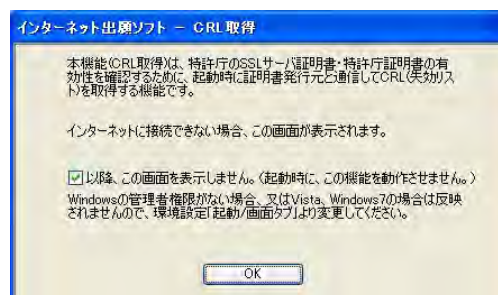 インターネット出願ソフト － CRL取得
本機能(CRL取得)は、特許庁のSSLサーバ証明書・特許庁証明書の有
効性を確認するために、起動時に証明書発行元と通信してCRL(失効リス
ト)を取得する機能です。
インターネットに接続できない場合、この画面が表示されます。
以降、この画面を表示しません。(起動時に、この機能を動作させません。)
Windowsの管理者権限がない場合、又はVista、Windows7の場合は反映
されませんので、環境設定「起動/画面タブ」より変更してください。
OK